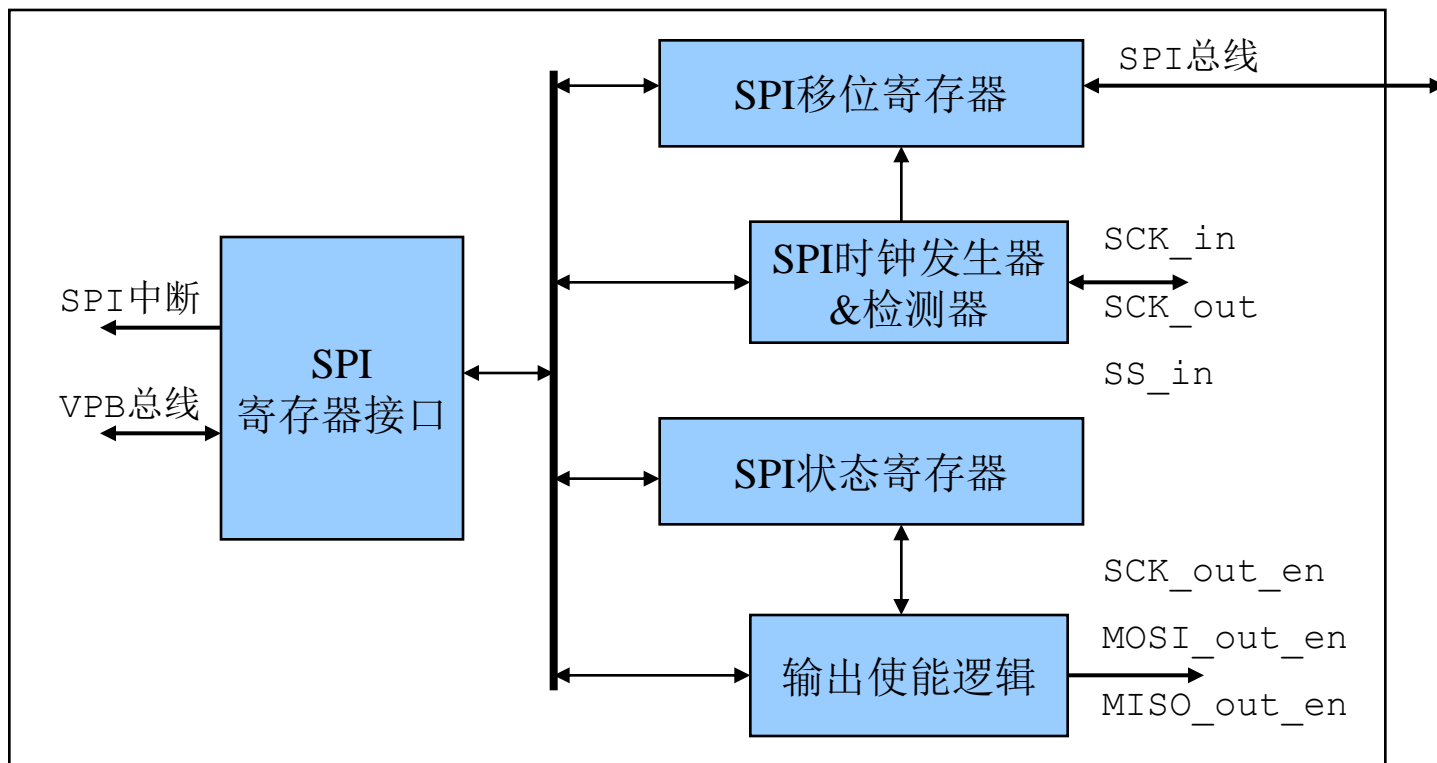 SPI总线
SPI移位寄存器
SPI时钟发生器
&检测器
SCK_in
SCK_out
SS_in
SPI中断
VPB总线
SPI
寄存器接口
SPI状态寄存器
输出使能逻辑
SCK_out_en
MOSI_out_en
MISO_out_en